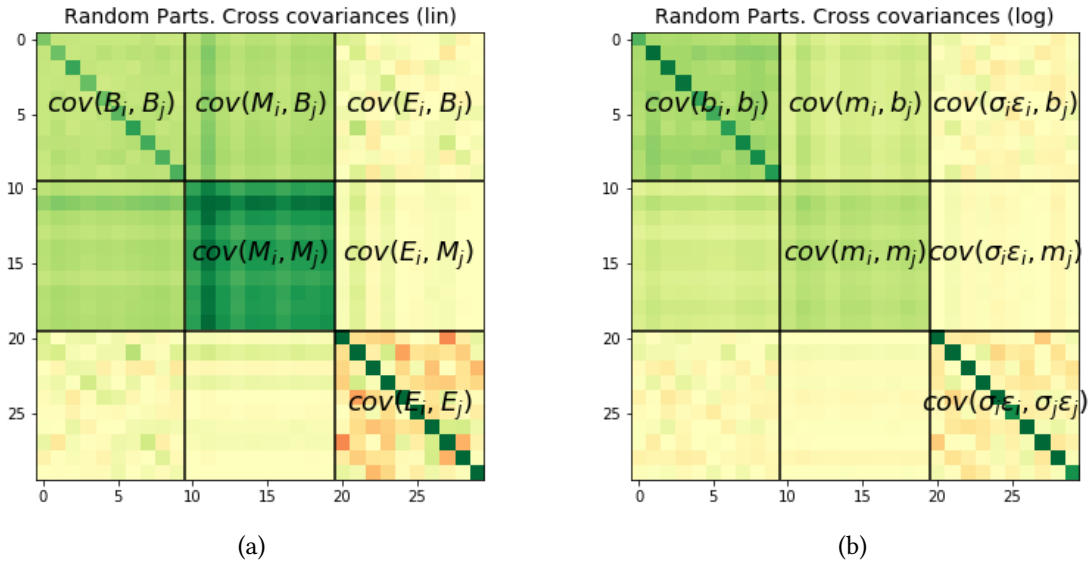 Random Parts. Cross covariances (lin)
0
5
10
15
20
25
0 5 10 15 20 25
cov(B_i, B_j) cov(M_i, B_j) cov(E_i, B_j)
cov(M_i, M_j) cov(E_i, M_j)
cov(E_i, E_j)
(a)
Random Parts. Cross covariances (log)
0
5
10
15
20
25
0 5 10 15 20 25
cov(b_i, b_j) cov(m_i, b_j) cov(σ_iε_i, b_j)
cov(m_i, m_j) cov(σ_iε_i, m_j)
cov(σ_iε_i, σ_jε_j)
(b)